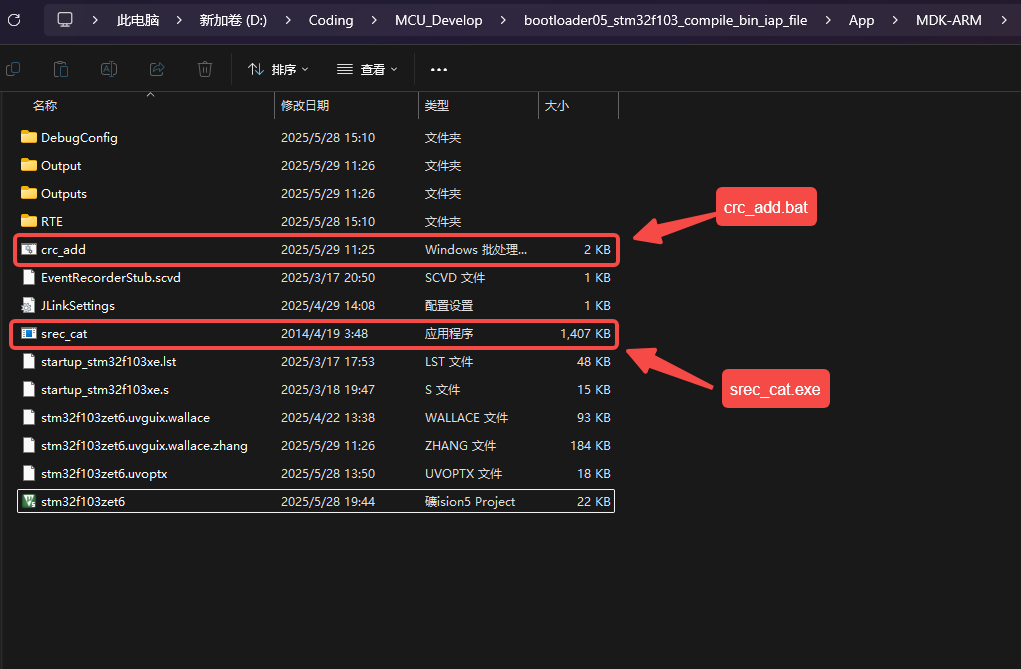 此电脑 > 新加卷 (D:) > Coding > MCU_Develop > bootloader05_stm32f103_compile_bin_iap_file > App > MDK-ARM >
排序 查看 ...
名称 修改日期 类型 大小
DebugConfig 2025/5/28 15:10 文件夹
Output 2025/5/29 11:26 文件夹
Outputs 2025/5/29 11:26 文件夹
RTE 2025/5/28 15:10 文件夹
crc_add.bat
crc_add 2025/5/29 11:25 Windows 批处理... 2 KB
EventRecorderStub.scvd 2025/3/17 20:50 SCVD 文件 1 KB
JLinkSettings 2025/4/29 14:08 配置设置 1 KB
srec_cat 2014/4/19 3:48 应用程序 1,407 KB
startup_stm32f103xe.lst 2025/3/17 17:53 LST 文件 48 KB
srec_cat.exe
startup_stm32f103xe.s 2025/3/18 19:47 S 文件 15 KB
stm32f103zet6.uvguix.wallace 2025/4/22 13:38 WALLACE 文件 93 KB
stm32f103zet6.uvguix.wallace.zhang 2025/5/29 11:26 ZHANG 文件 184 KB
stm32f103zet6.uvoptx 2025/5/28 13:50 UVOPTX 文件 18 KB
stm32f103zet6 2025/5/28 19:44 礦ision5 Project 22 KB